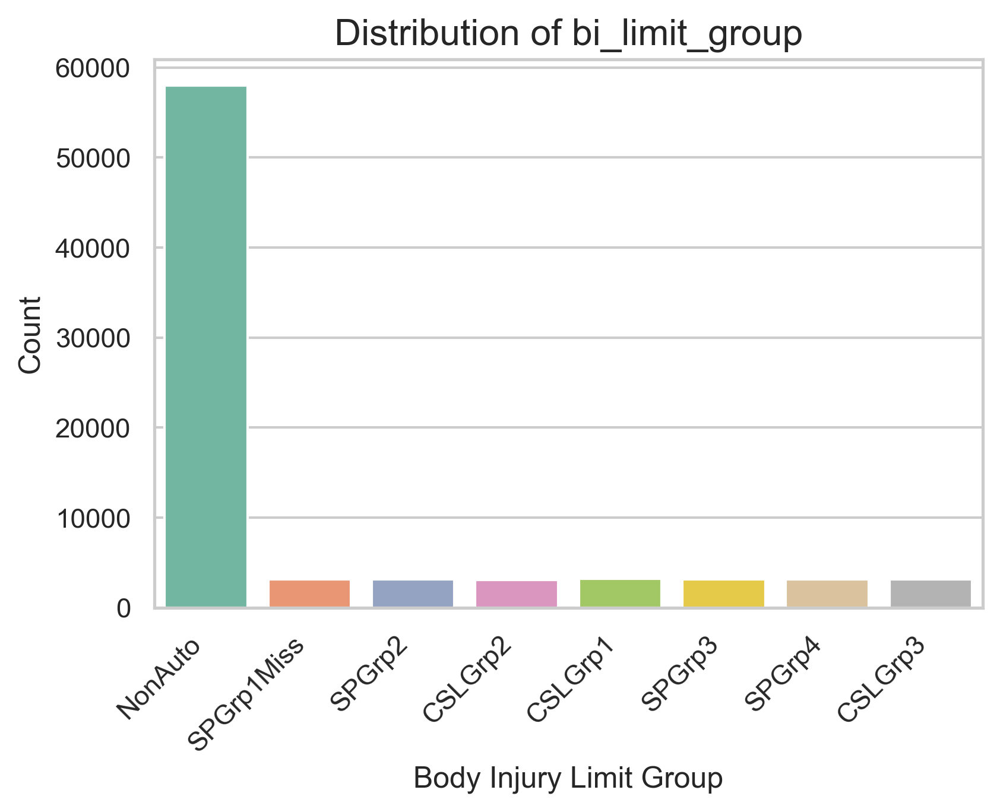 Distribution of bi_limit_group
60000
50000
40000
30000
20000
10000
0
Count
NonAuto
SPGrp1Miss
SPGrp2
CSLGrp2
CSLGrp1
SPGrp3
SPGrp4
CSLGrp3
Body Injury Limit Group